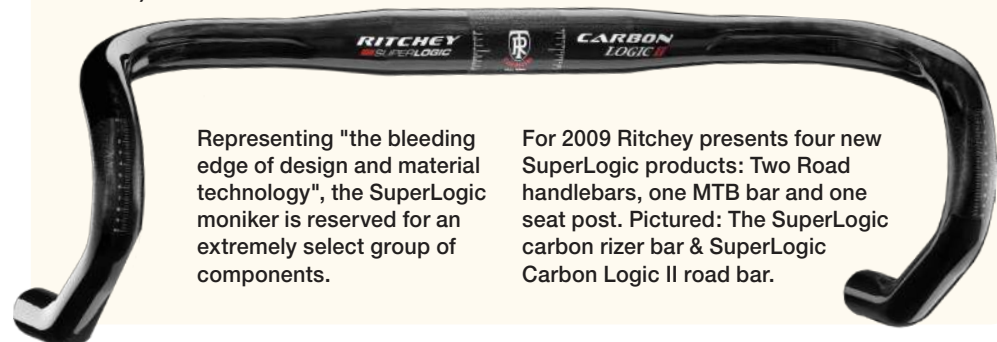 RITCHEY
SUPERLOGIC
CARBON
LOGIC II
Representing "the bleeding
edge of design and material
technology", the SuperLogic
moniker is reserved for an
extremely select group of
components.
For 2009 Ritchey presents four new
SuperLogic products: Two Road
handlebars, one MTB bar and one
seat post. Pictured: The SuperLogic
carbon rizer bar & SuperLogic
Carbon Logic II road bar.